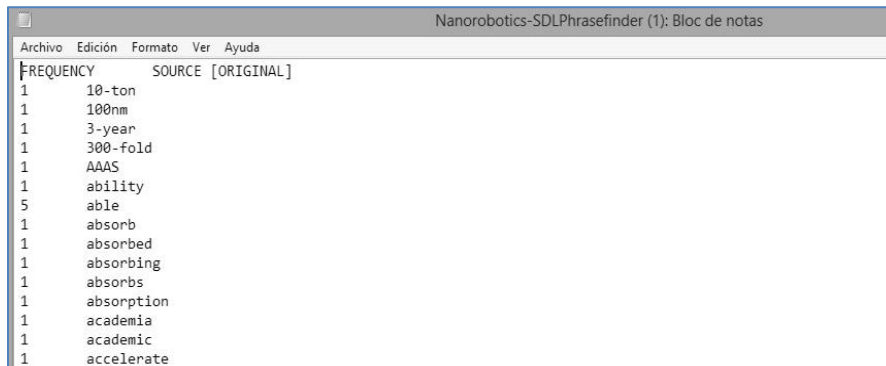 Nanorobotics-SDLPhrasefinder (1): Bloc de notas
Archivo Edición Formato Ver Ayuda
FREQUENCY SOURCE [ORIGINAL]
1 10-ton
1 100nm
1 3-year
1 300-fold
1 AAAS
1 ability
5 able
1 absorb
1 absorbed
1 absorbing
1 absorbs
1 absorption
1 academia
1 academic
1 accelerate